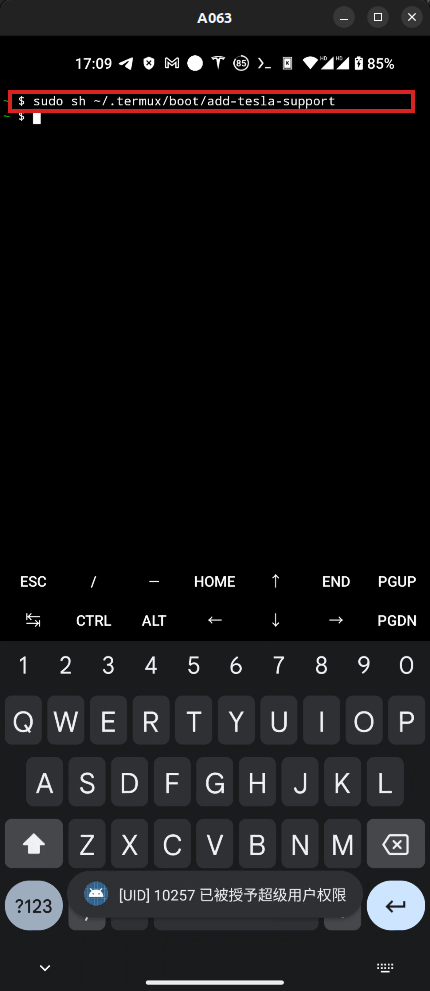 A063
17:09 85 HD HD 85%
~ $ sudo sh ~/.termux/boot/add-tesla-support
~ $
ESC / — HOME ↑ END PGUP
↹ CTRL ALT ← ↓ → PGDN
1 2 3 4 5 6 7 8 9 0
Q W E R T Y U I O P
A S D F G H J K L
Z X C V B N M
?123 [UID] 10257 已被授予超级用户权限